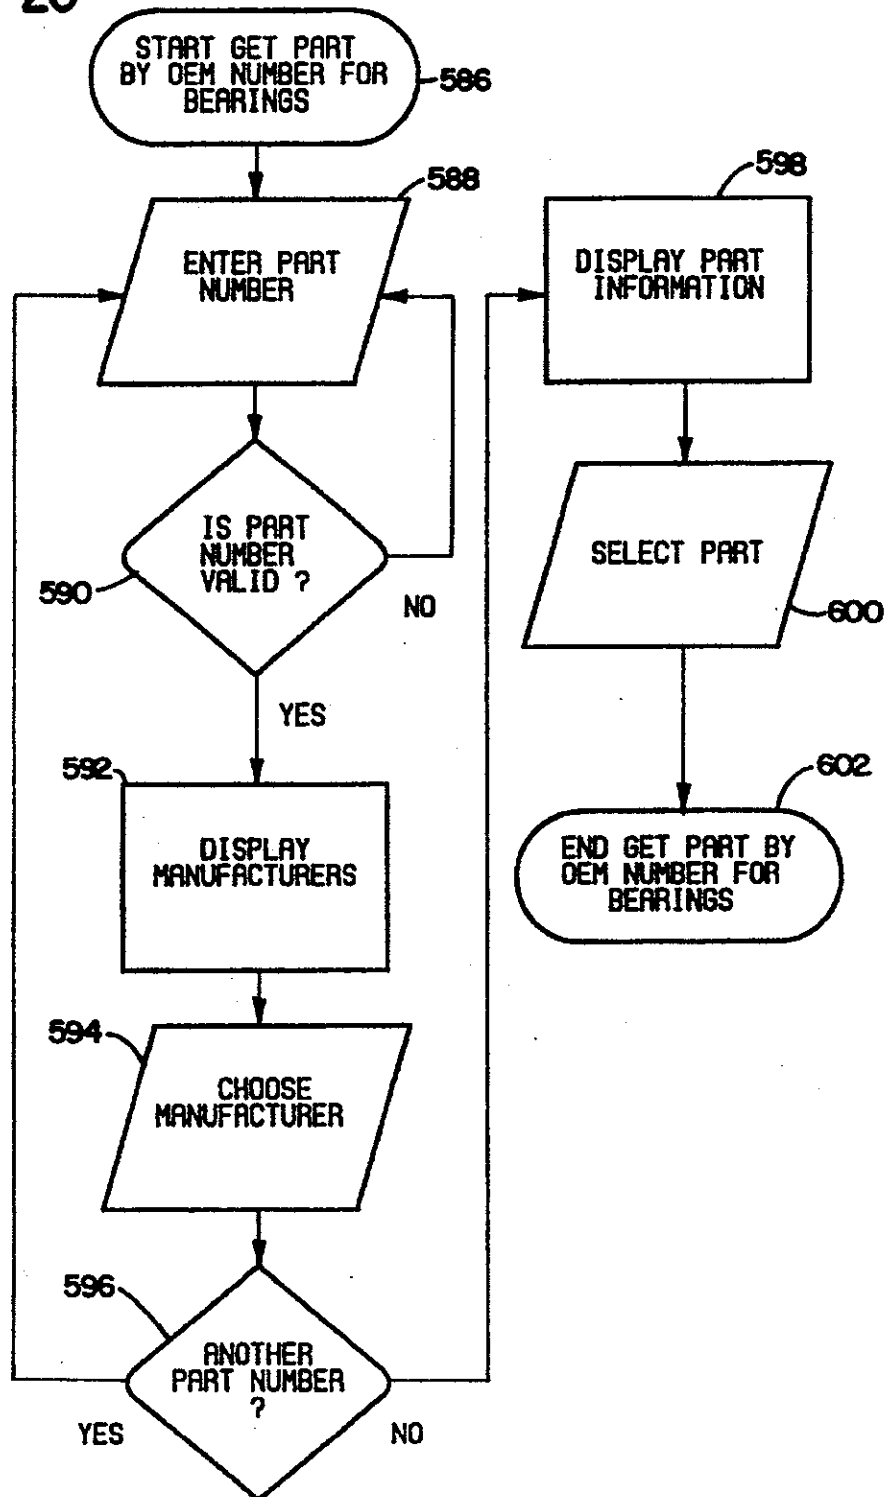 20
START GET PART
BY OEM NUMBER FOR
BEARINGS
586
588
ENTER PART
NUMBER
IS PART
NUMBER
VALID ?
590
NO
YES
592
DISPLAY
MANUFACTURERS
594
CHOOSE
MANUFACTURER
596
ANOTHER
PART NUMBER
?
YES
NO
598
DISPLAY PART
INFORMATION
SELECT PART
600
602
END GET PART BY
OEM NUMBER FOR
BEARINGS